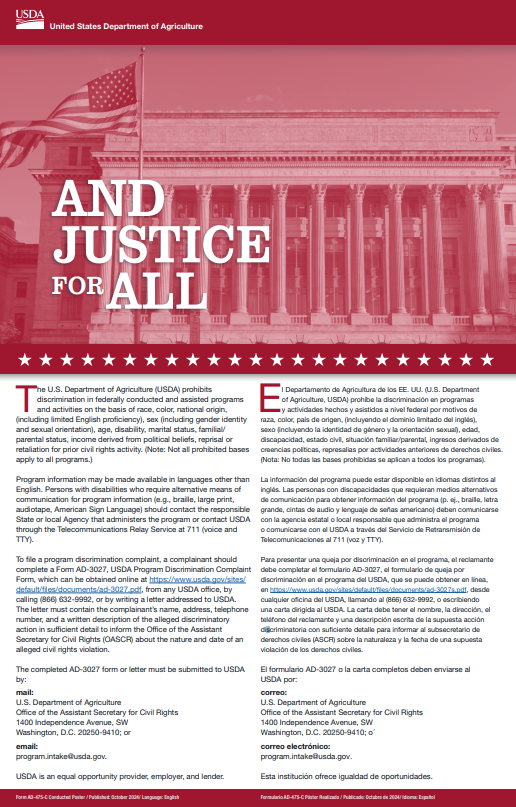 USDA
United States Department of Agriculture
AND
JUSTICE
FOR ALL
The U.S. Department of Agriculture (USDA) prohibits
discrimination in federally conducted and assisted programs
and activities on the basis of race, color, national origin,
(including limited English proficiency), sex (including gender identity
and sexual orientation), age, disability, marital status, familial/
parental status, income derived from political beliefs, reprisal or
retaliation for prior civil rights activity. (Note: Not all prohibited bases
apply to all programs.)
Program information may be available in languages other than
English. Persons with disabilities who require alternative means of
communication for program information (e.g., braille, large print,
audiotape, American Sign Language) should contact the responsible
State or local Agency that administers the program or contact USDA
through the Telecommunications Relay Service at 711 (voice and
TTY).
To file a program discrimination complaint, a complainant should
complete a Form AD-3027, USDA Program Discrimination Complaint
Form, which can be obtained online at https://www.usda.gov/sites/
default/files/documents/ad-3027.pdf, from any USDA office, by
calling (866) 632-9992, or by writing a letter addressed to USDA.
The letter must contain the complainant's name, address, telephone
number, and a written description of the alleged discriminatory
action in sufficient detail to inform the Office of the Assistant
Secretary for Civil Rights (OASCR) about the nature and date of an
alleged civil rights violation.
The completed AD-3027 form or letter must be submitted to USDA
by:
mail:
U.S. Department of Agriculture
Office of the Assistant Secretary for Civil Rights
1400 Independence Avenue, SW
Washington, D.C. 20250-9410; or
email:
program.intake@usda.gov.
USDA is an equal opportunity provider, employer, and lender.
El Departamento de Agricultura de los EE. UU. (U.S. Department
of Agriculture, USDA) prohíbe la discriminación en programas
y actividades hechos y asistidos a nivel federal por motivos de
raza, color, país de origen, (incluyendo el dominio limitado del inglés),
sexo (incluyendo la identidad de género y la orientación sexual), edad,
discapacidad, estado civil, situación familiar/parental, ingresos derivados de
creencias políticas, represalias por actividades anteriores de derechos civiles.
(Nota: No todas las bases prohibidas se aplican a todos los programas).
La información del programa puede estar disponible en idiomas distintos al
inglés. Las personas con discapacidades que requieran medios alternativos
de comunicación para obtener información del programa (p. ej., braille, letra
grande, cintas de audio y lenguaje de señas americano) deben comunicarse
con la agencia estatal o local responsable que administra el programa
o comunicarse con el USDA a través del Servicio de Retransmisión de
Telecomunicaciones al 711 (voz y TTY).
Para presentar una queja por discriminación en el programa, el reclamante
debe completar el formulario AD-3027, el formulario de queja por
discriminación en el programa del USDA, que se puede obtener en línea,
en https://www.usda.gov/sites/default/files/documents/ad-3027s.pdf, desde
cualquier oficina del USDA, llamando al (866) 632-9992, o escribiendo
una carta dirigida al USDA. La carta debe tener el nombre, la dirección, el
teléfono del reclamante y una descripción escrita de la supuesta acción
discriminatoria con suficiente detalle para informar al subsecretario de
derechos civiles (ASCR) sobre la naturaleza y la fecha de una supuesta
violación de los derechos civiles.
El formulario AD-3027 o la carta completos deben enviarse al
USDA por:
correo:
U.S. Department of Agriculture
Office of the Assistant Secretary for Civil Rights
1400 Independence Avenue, SW
Washington, D.C. 20250-9410; o`
correo electrónico:
program.intake@usda.gov.
Esta institución ofrece igualdad de oportunidades.
Form AD-475-C Conducted Poster / Published: October 2024/ Language: English
Formulario AD-475-C Póster Realizado / Publicado: Octubre de 2024/ Idioma: Español